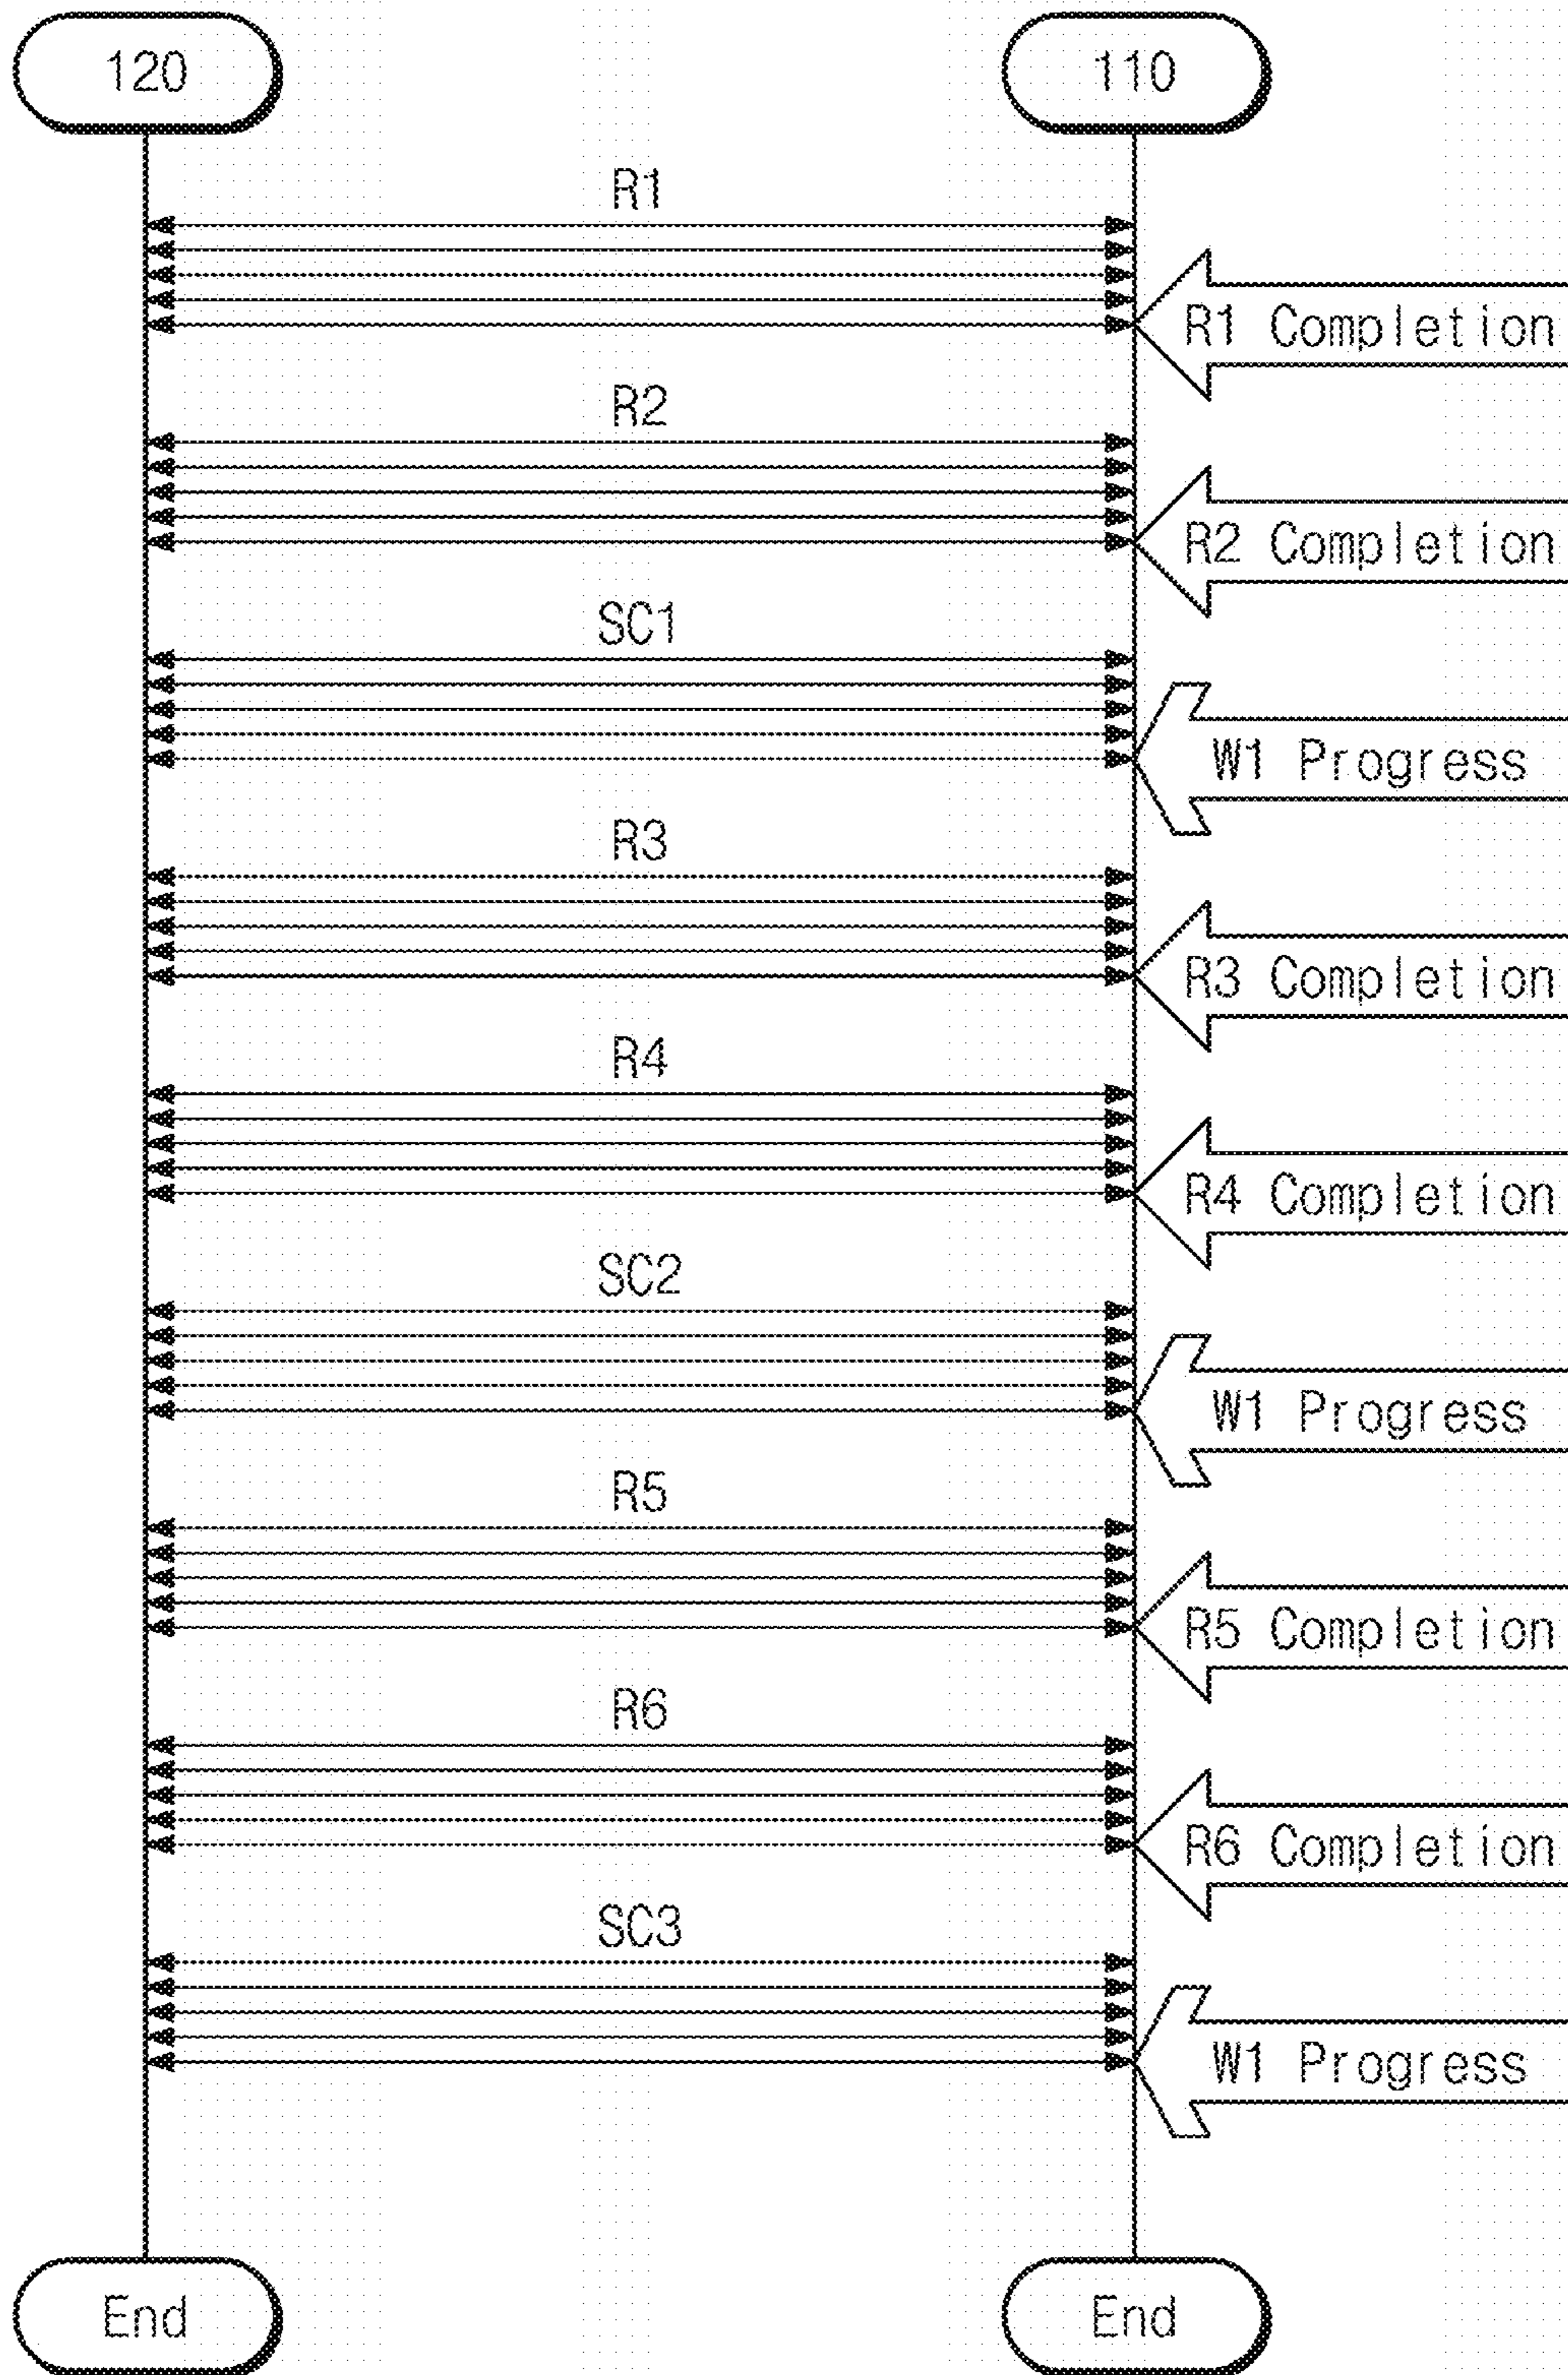 120
110
R1
R1 Completion
R2
R2 Completion
SC1
W1 Progress
R3
R3 Completion
R4
R4 Completion
SC2
W1 Progress
R5
R5 Completion
R6
R6 Completion
SC3
W1 Progress
End
End